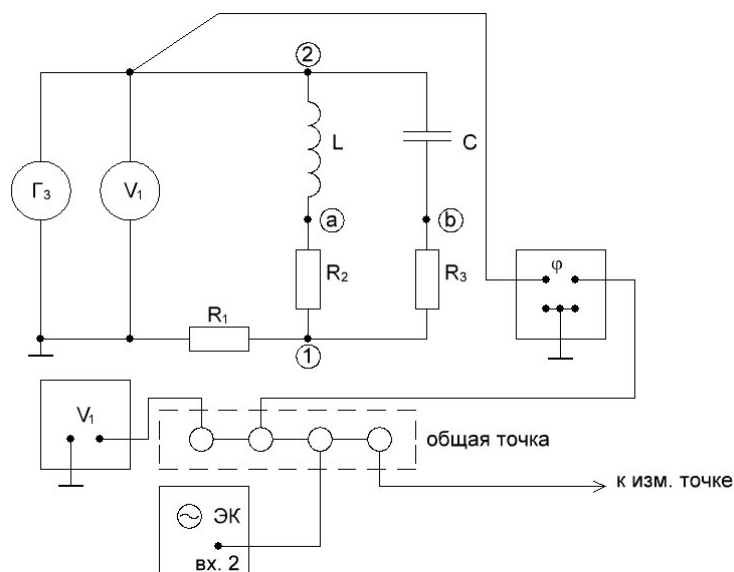 2
L
C
Г₃
V₁
a
b
φ
R₂
R₃
R₁
1
V₁
общая точка
к изм. точке
ЭК
вх. 2